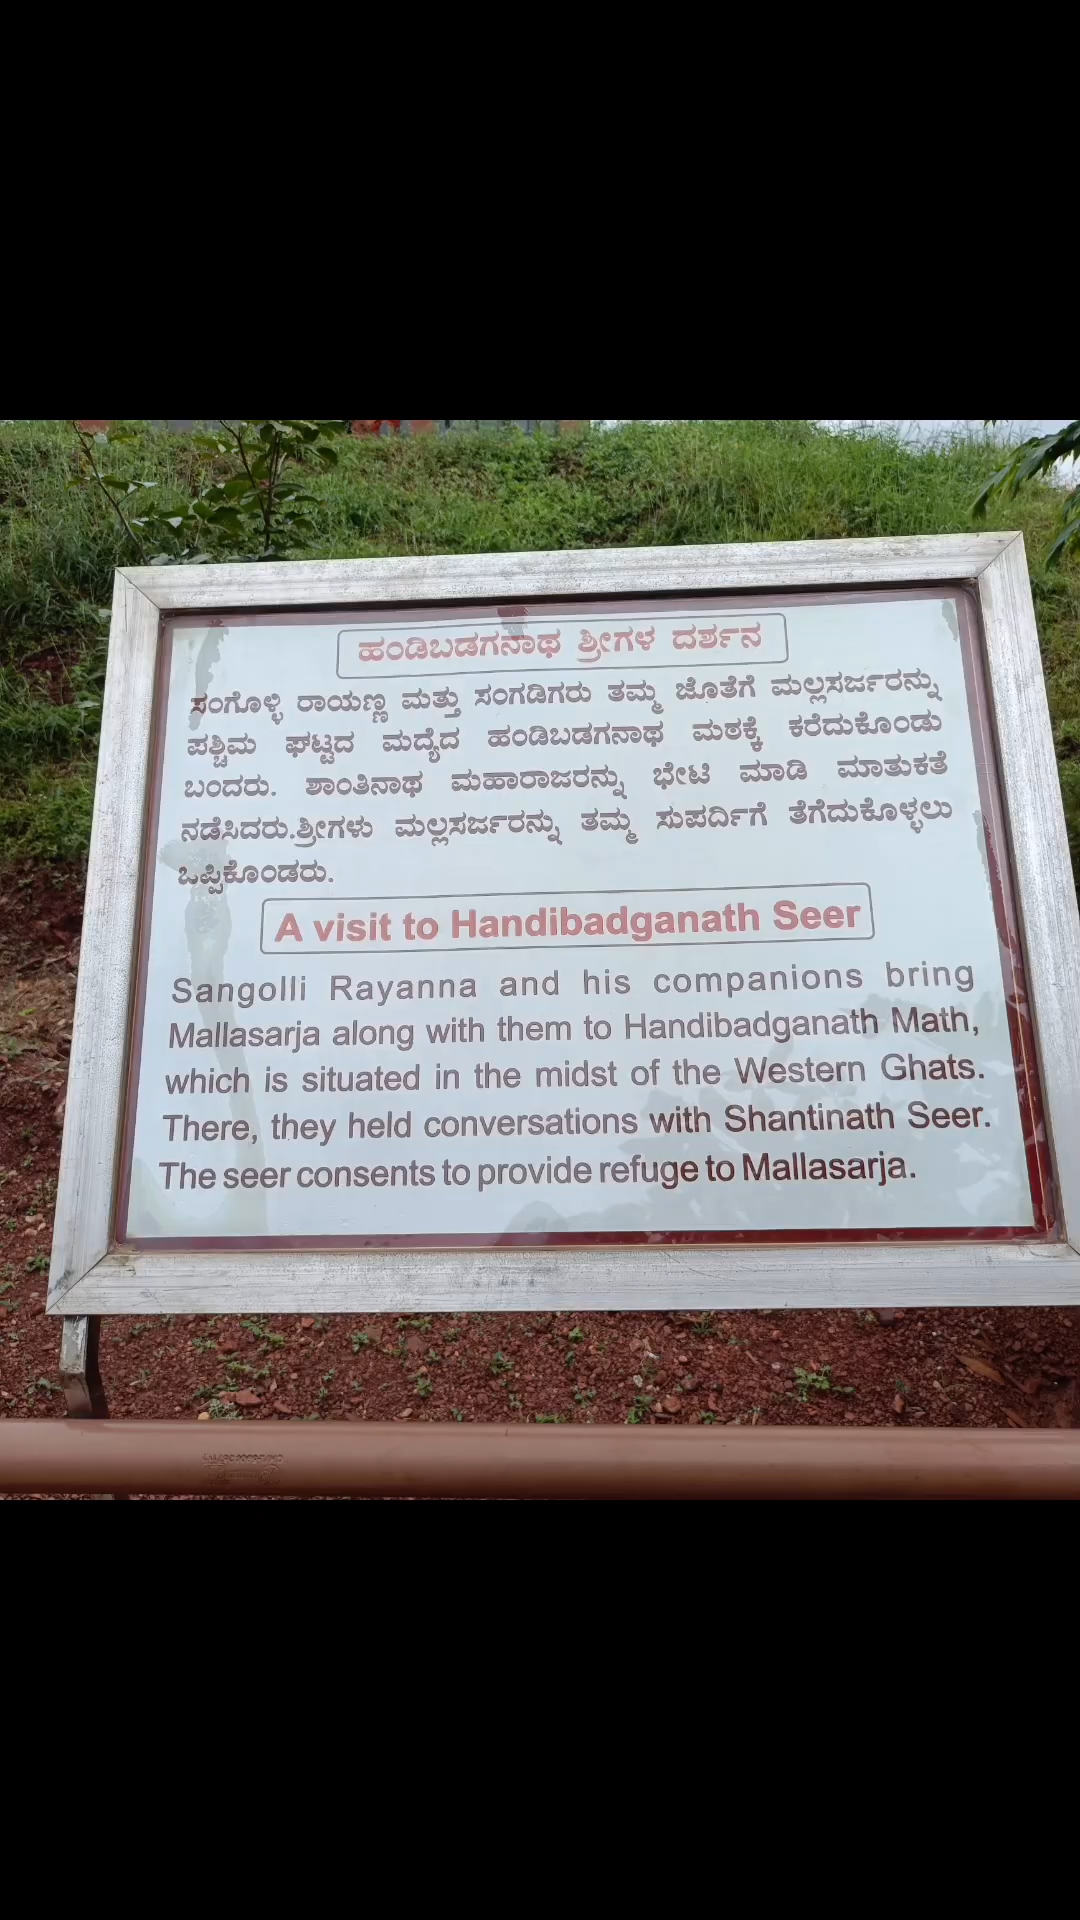 ಹಂಡಿಬಡಗನಾಥ ಶ್ರೀಗಳ ದರ್ಶನ
ಸಂಗೊಳ್ಳಿ ರಾಯಣ್ಣ ಮತ್ತು ಸಂಗಡಿಗರು ತಮ್ಮ ಜೊತೆಗೆ ಮಲ್ಲಸರ್ಜರನ್ನು
ಪಶ್ಚಿಮ ಘಟ್ಟದ ಮದ್ಯೆದ ಹಂಡಿಬಡಗನಾಥ ಮಠಕ್ಕೆ ಕರೆದುಕೊಂಡು
ಬಂದರು. ಶಾಂತಿನಾಥ ಮಹಾರಾಜರನ್ನು ಭೇಟಿ ಮಾಡಿ ಮಾತುಕತೆ
ನಡೆಸಿದರು.ಶ್ರೀಗಳು ಮಲ್ಲಸರ್ಜರನ್ನು ತಮ್ಮ ಸುಪರ್ದಿಗೆ ತೆಗೆದುಕೊಳ್ಳಲು
ಒಪ್ಪಿಕೊಂಡರು.
A visit to Handibadganath Seer
Sangolli Rayanna and his companions bring
Mallasarja along with them to Handibadganath Math,
which is situated in the midst of the Western Ghats.
There, they held conversations with Shantinath Seer.
The seer consents to provide refuge to Mallasarja.